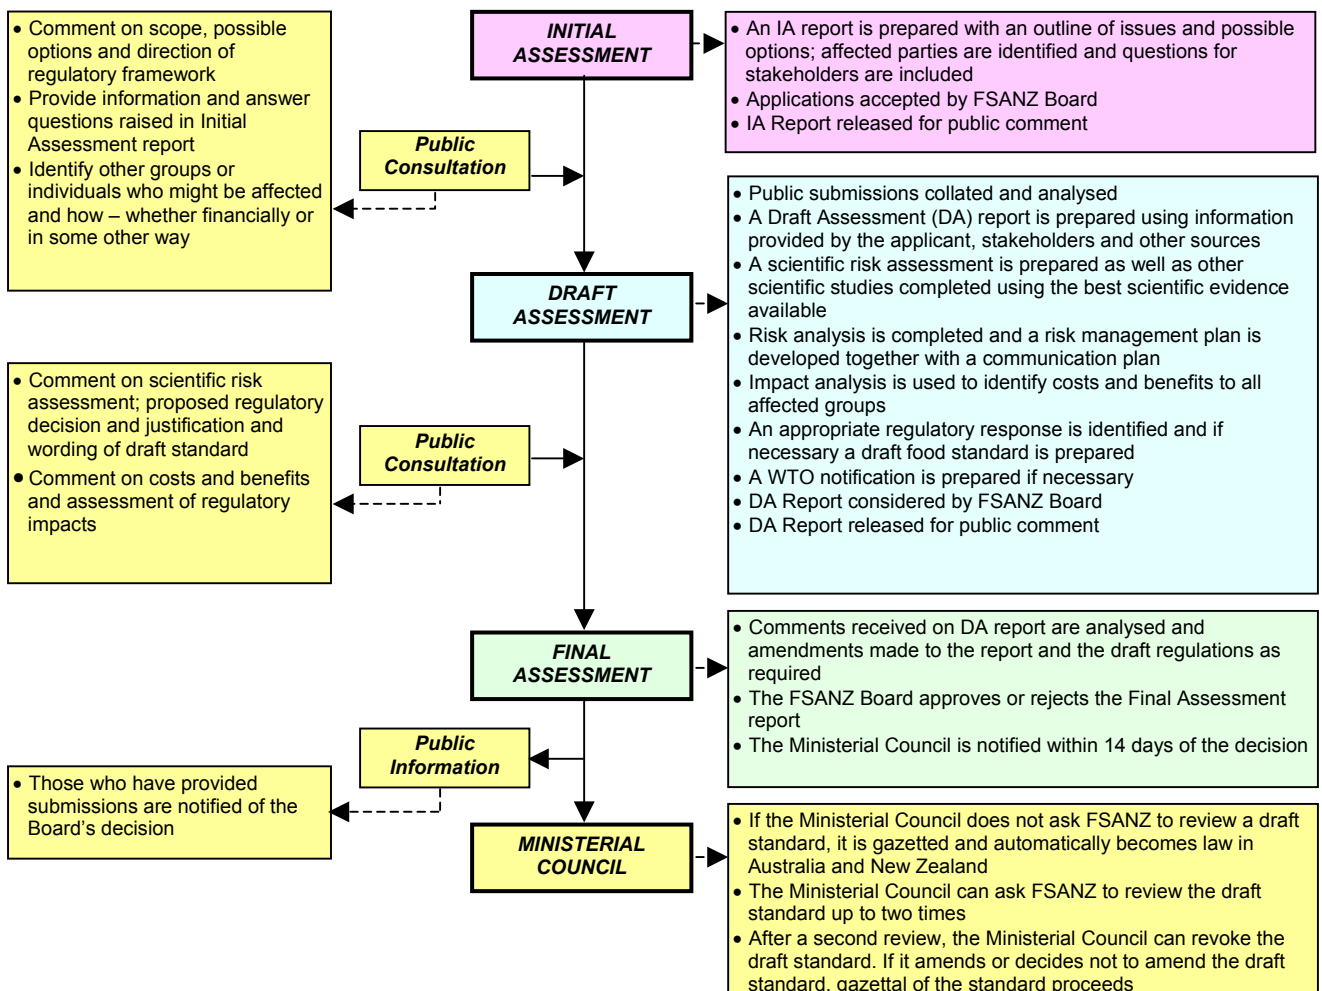 • Comment on scope, possible
options and direction of
regulatory framework
• Provide information and answer
questions raised in Initial
Assessment report
• Identify other groups or
individuals who might be affected
and how – whether financially or
in some other way
INITIAL
ASSESSMENT
• An IA report is prepared with an outline of issues and possible
options; affected parties are identified and questions for
stakeholders are included
• Applications accepted by FSANZ Board
• IA Report released for public comment
Public
Consultation
DRAFT
ASSESSMENT
• Public submissions collated and analysed
• A Draft Assessment (DA) report is prepared using information
provided by the applicant, stakeholders and other sources
• A scientific risk assessment is prepared as well as other
scientific studies completed using the best scientific evidence
available
• Risk analysis is completed and a risk management plan is
developed together with a communication plan
• Impact analysis is used to identify costs and benefits to all
affected groups
• An appropriate regulatory response is identified and if
necessary a draft food standard is prepared
• A WTO notification is prepared if necessary
• DA Report considered by FSANZ Board
• DA Report released for public comment
• Comment on scientific risk
assessment; proposed regulatory
decision and justification and
wording of draft standard
• Comment on costs and benefits
and assessment of regulatory
impacts
Public
Consultation
FINAL
ASSESSMENT
• Comments received on DA report are analysed and
amendments made to the report and the draft regulations as
required
• The FSANZ Board approves or rejects the Final Assessment
report
• The Ministerial Council is notified within 14 days of the decision
Public
Information
• Those who have provided
submissions are notified of the
Board's decision
MINISTERIAL
COUNCIL
• If the Ministerial Council does not ask FSANZ to review a draft
standard, it is gazetted and automatically becomes law in
Australia and New Zealand
• The Ministerial Council can ask FSANZ to review the draft
standard up to two times
• After a second review, the Ministerial Council can revoke the
draft standard. If it amends or decides not to amend the draft
standard, gazettal of the standard proceeds